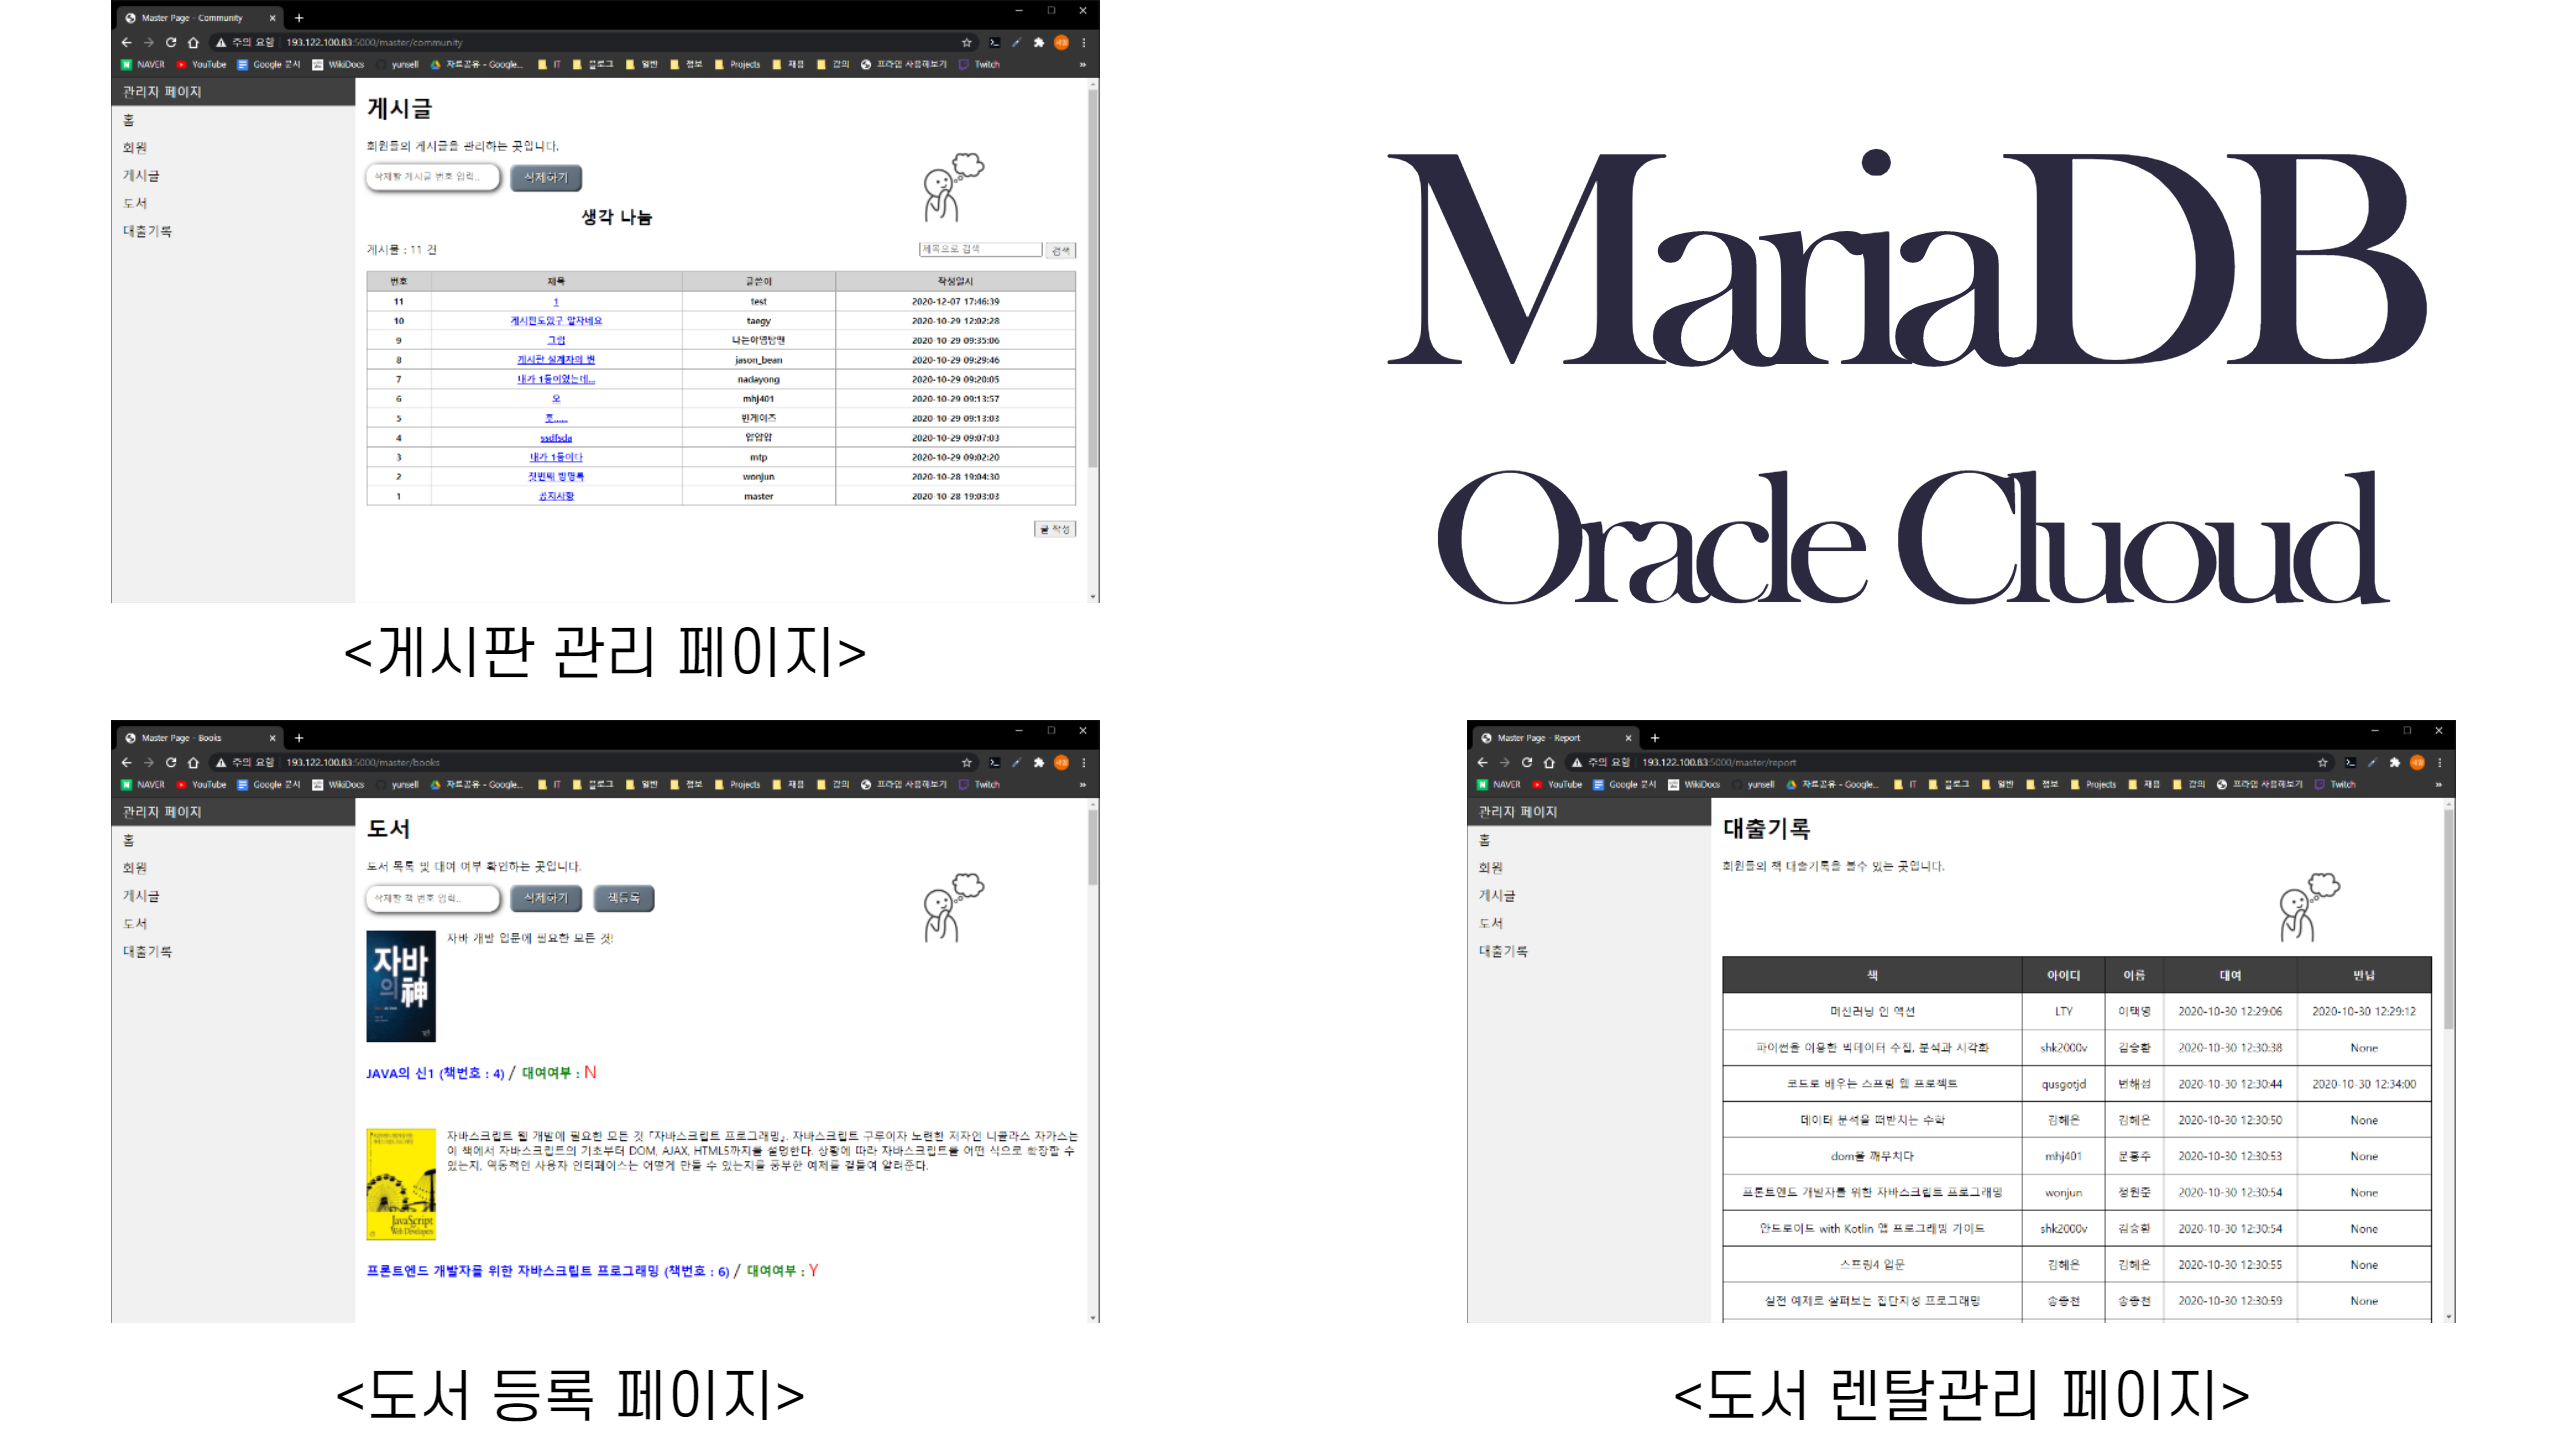 Master Page - Community
주의 요함 193.122.100.83:5000/master/community
NAVER YouTube Google 문서 WikiDocs yunsell 자료공유 - Google... IT 블로그 일반 정보 Projects 채용 강의 프라임 사용해보기 Twitch
관리자 페이지
홈
회원
게시글
도서
대출기록
게시글
회원들의 게시글을 관리하는 곳입니다.
삭제할 게시글 번호 입력.. 삭제하기
생각 나눔
게시물 : 11 건
제목으로 검색 검색
번호 제목 글쓴이 작성일시
11 1 test 2020-12-07 17:46:39
10 게시판도있구 알차네요 taegy 2020-10-29 12:02:28
9 그럼 2020-10-29 09:35:06
8 게시판 설계자의 변 jason_bean 2020-10-29 09:29:46
7 내가 1등이었는데... nadayong 2020-10-29 09:20:05
6 오 mhj401 2020-10-29 09:13:57
5 빈게이즈 2020-10-29 09:13:03
4 ssdfsda 2020-10-29 09:07:03
3 내가 1등이다 mtp 2020-10-29 09:02:20
2 첫번째 방명록 wonjun 2020-10-28 19:04:30
1 공지사항 master 2020-10-28 19:03:03
글 작성
<게시판 관리 페이지>
MariaDB
Oracle Cluoud
Master Page - Books
주의 요함 193.122.100.83:5000/master/books
NAVER YouTube Google 문서 WikiDocs yunsell 자료공유 - Google... IT 블로그 일반 정보 Projects 채용 강의 프라임 사용해보기 Twitch
관리자 페이지
홈
회원
게시글
도서
대출기록
도서
도서 목록 및 대여 여부 확인하는 곳입니다.
삭제할 책 번호 입력.. 삭제하기 책등록
자바의 神
자바 개발 입문에 필요한 모든 것!
JAVA의 신1 (책번호 : 4) / 대여여부 : N
JavaScript
Web Developers
자바스크립트 웹 개발에 필요한 모든 것 『자바스크립트 프로그래밍』. 자바스크립트 구루이자 노련한 저자인 니콜라스 자카스는
이 책에서 자바스크립트의 기초부터 DOM, AJAX, HTML5까지를 설명한다. 상황에 따라 자바스크립트를 어떤 식으로 확장할 수
있는지, 역동적인 사용자 인터페이스는 어떻게 만들 수 있는지를 풍부한 예제를 곁들여 알려준다.
프론트엔드 개발자를 위한 자바스크립트 프로그래밍 (책번호 : 6) / 대여여부 : Y
<도서 등록 페이지>
Master Page - Report
주의 요함 193.122.100.83:5000/master/report
NAVER YouTube Google 문서 WikiDocs yunsell 자료공유 - Google... IT 블로그 일반 정보 Projects 채용 강의 프라임 사용해보기 Twitch
관리자 페이지
홈
회원
게시글
도서
대출기록
대출기록
회원들의 책 대출기록을 볼수 있는 곳입니다.
책 아이디 이름 대여 반납
머신러닝 인 액션 LTY 이택영 2020-10-30 12:29:06 2020-10-30 12:29:12
파이썬을 이용한 빅데이터 수집, 분석과 시각화 shk2000v 김승환 2020-10-30 12:30:38 None
코드로 배우는 스프링 웹 프로젝트 qusgotjd 변해성 2020-10-30 12:30:44 2020-10-30 12:34:00
데이터 분석을 떠받치는 수학 김혜은 김혜은 2020-10-30 12:30:50 None
dom을 깨우치다 mhj401 문홍주 2020-10-30 12:30:53 None
프론트엔드 개발자를 위한 자바스크립트 프로그래밍 wonjun 정원준 2020-10-30 12:30:54 None
안드로이드 with Kotlin 앱 프로그래밍 가이드 shk2000v 김승환 2020-10-30 12:30:54 None
스프링4 입문 김혜은 김혜은 2020-10-30 12:30:55 None
실전 예제로 살펴보는 집단지성 프로그래밍 송종천 송종천 2020-10-30 12:30:59 None
<도서 렌탈관리 페이지>